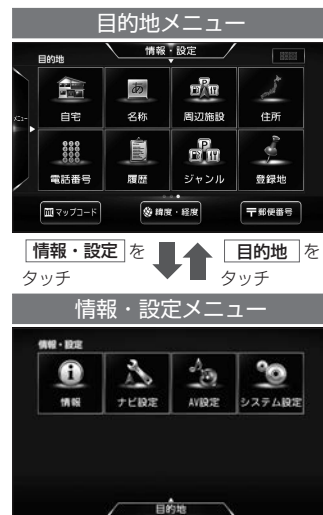 目的地メニュー
情報・設定
目的地
メニュー
自宅 名称 周辺施設 住所
電話番号 履歴 ジャンル 登録地
マップコード 緯度・経度 〒郵便番号
情報・設定 を
タッチ
目的地 を
タッチ
情報・設定メニュー
情報・設定
情報 ナビ設定 AV設定 システム設定
目的地